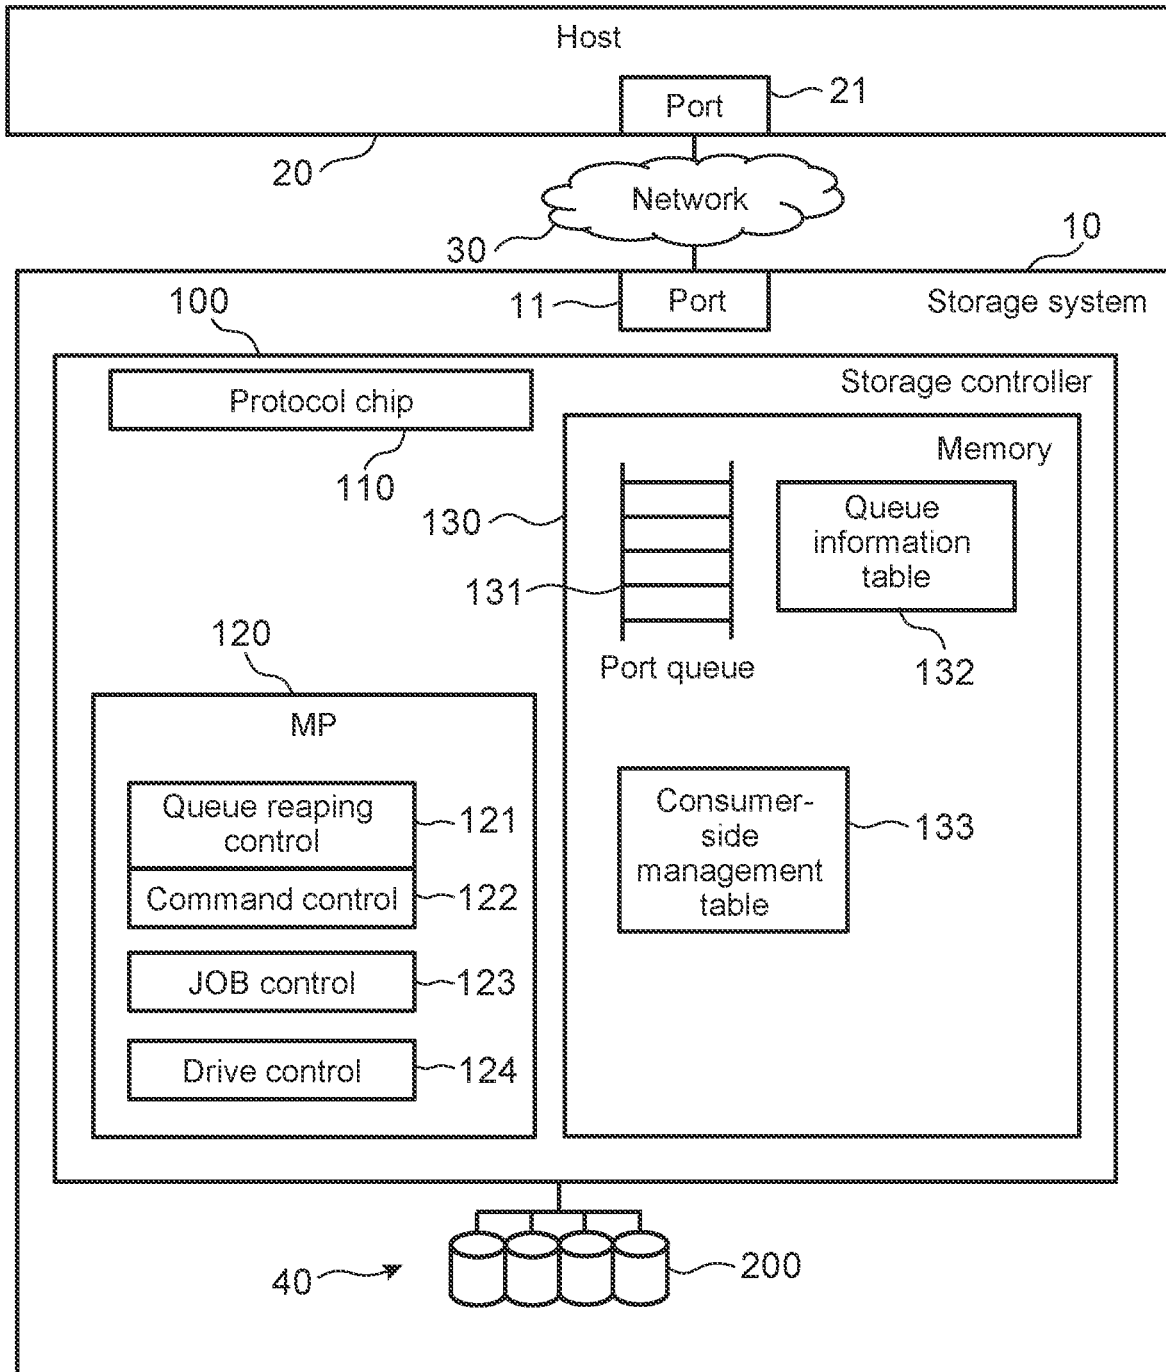 Host
Port
21
20
Network
30
10
11
Port
Storage system
100
Storage controller
Protocol chip
110
Memory
130
131
Port queue
Queue
information
table
132
120
MP
Queue reaping
control
121
Command control
122
JOB control
123
Drive control
124
Consumer-
side
management
table
133
40
200